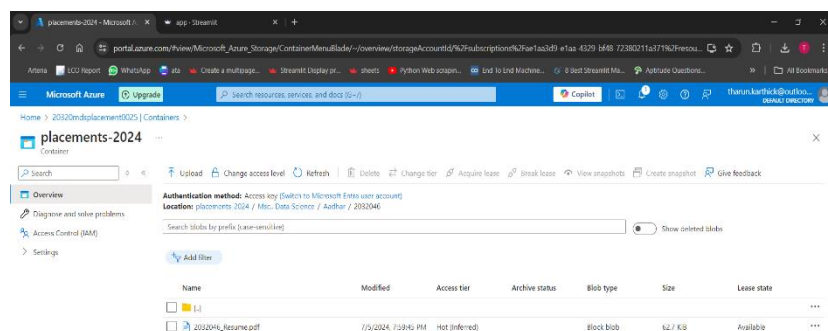 placements-2024 - Microsoft A
app · Streamlit
portal.azure.com/#view/Microsoft_Azure_Storage/ContainerMenuBlade/~/overview/storageAccountId/%2Fsubscriptions%2Fae1aa3d9-e1aa-4329-bf48-72380211a371%2Fresou...
Artena
ECO Report
WhatsApp
ata
Create a multipage...
Streamlit Display pr...
sheets
Python Web scrapin...
End To End Machine...
8 Best Streamlit Ma...
Aptitude Questions...
All Bookmarks
Microsoft Azure
Upgrade
Search resources, services, and docs (G+/)
Copilot
tharun.karthick@outloo...
DEFAULT DIRECTORY
Home > 20320mdsplacement0025 | Containers >
placements-2024
Container
Search
Upload
Change access level
Refresh
Delete
Change tier
Acquire lease
Break lease
View snapshots
Create snapshot
Give feedback
Overview
Diagnose and solve problems
Access Control (IAM)
Settings
Authentication method: Access key (Switch to Microsoft Entra user account)
Location: placements-2024 / Msc.. Data Science / Aadhar / 2032046
Search blobs by prefix (case-sensitive)
Show deleted blobs
Add filter
Name Modified Access tier Archive status Blob type Size Lease state
[..]
2032046_Resume.pdf 7/5/2024, 7:59:45 PM Hot (Inferred) Block blob 62.7 KiB Available